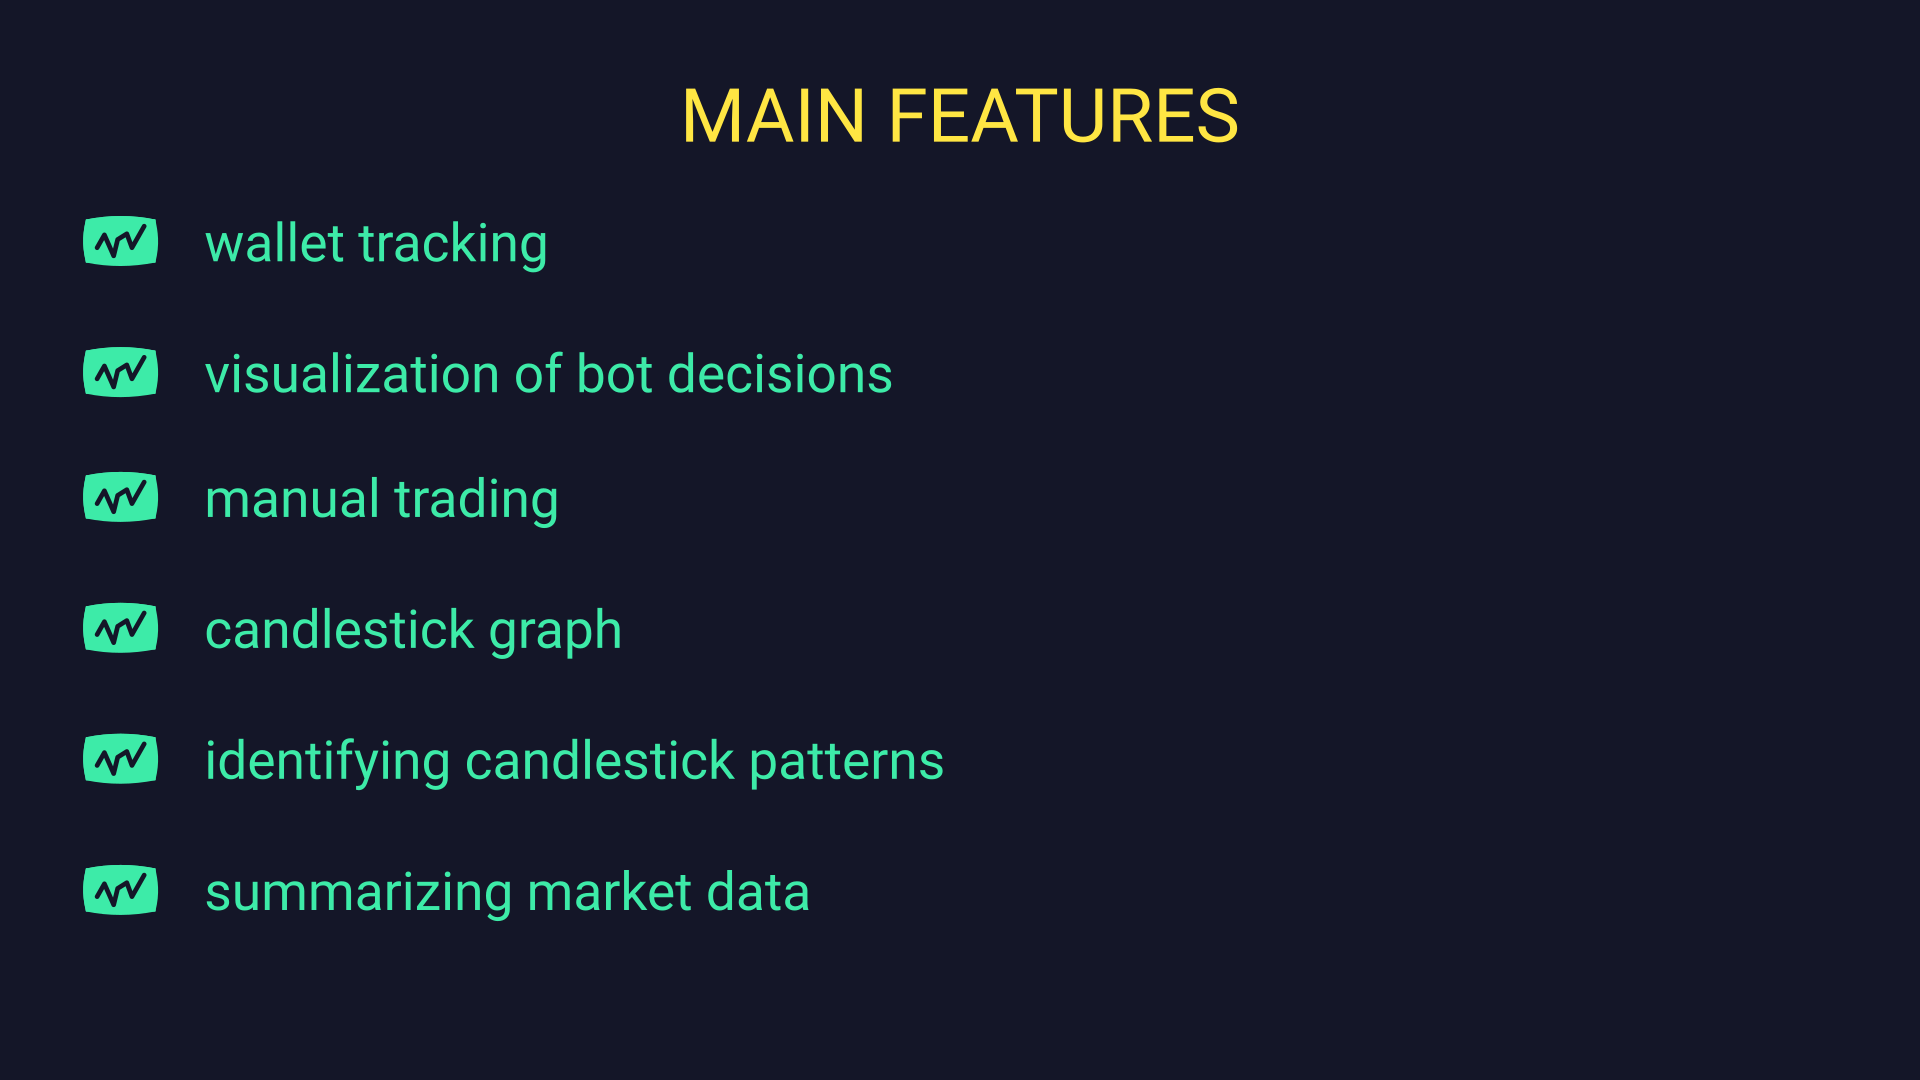 MAIN FEATURES
wallet tracking
visualization of bot decisions
manual trading
candlestick graph
identifying candlestick patterns
summarizing market data